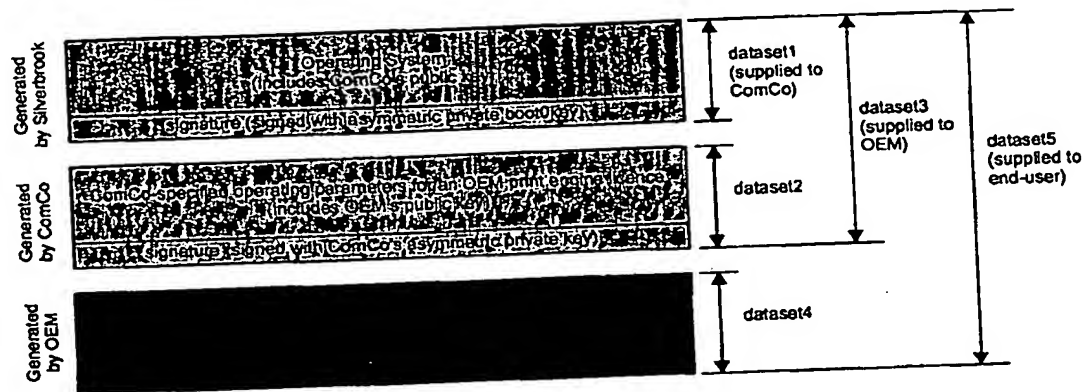 Generated
by Silverbrook
Operating System
(includes ComCo's public
signature (signed with asymmetric private boot0key)
Generated
by ComCo
ComCo-specified operating parameters for an OEM print engine licence
(includes OEM's public key)
signature (signed with ComCo's asymmetric private key)
Generated
by OEM
dataset1
(supplied to
ComCo)
dataset2
dataset3
(supplied to
OEM)
dataset4
dataset5
(supplied to
end-user)